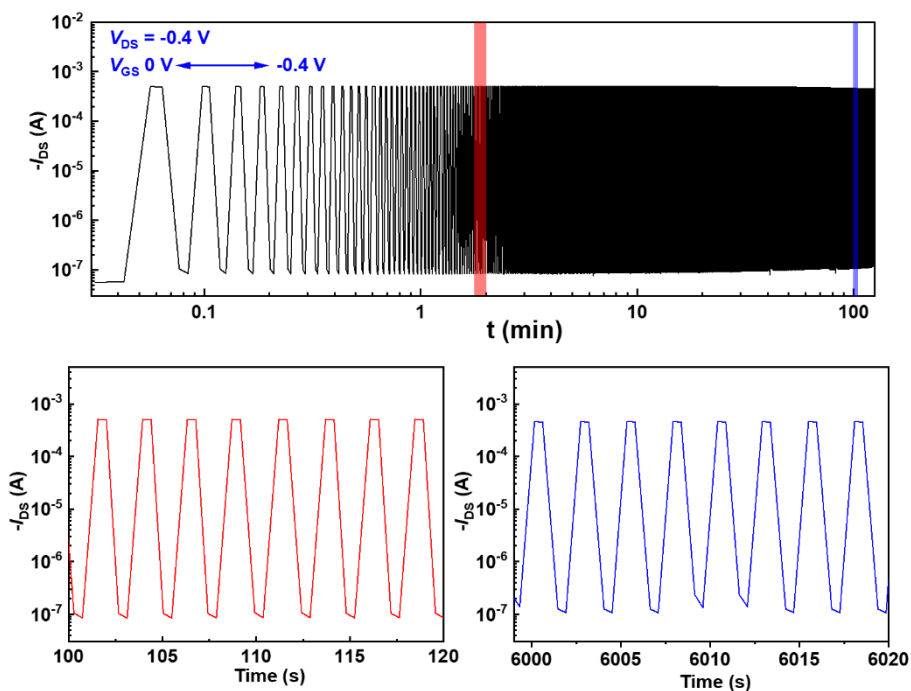 10⁻²
V_DS = -0.4 V
V_GS 0 V -0.4 V
10⁻³
10⁻⁴
10⁻⁵
10⁻⁶
10⁻⁷
-I_DS (A)
0.1 1 10 100
t (min)
10⁻³
10⁻⁴
10⁻⁵
10⁻⁶
10⁻⁷
-I_DS (A)
100 105 110 115 120
Time (s)
10⁻³
10⁻⁴
10⁻⁵
10⁻⁶
10⁻⁷
-I_DS (A)
6000 6005 6010 6015 6020
Time (s)